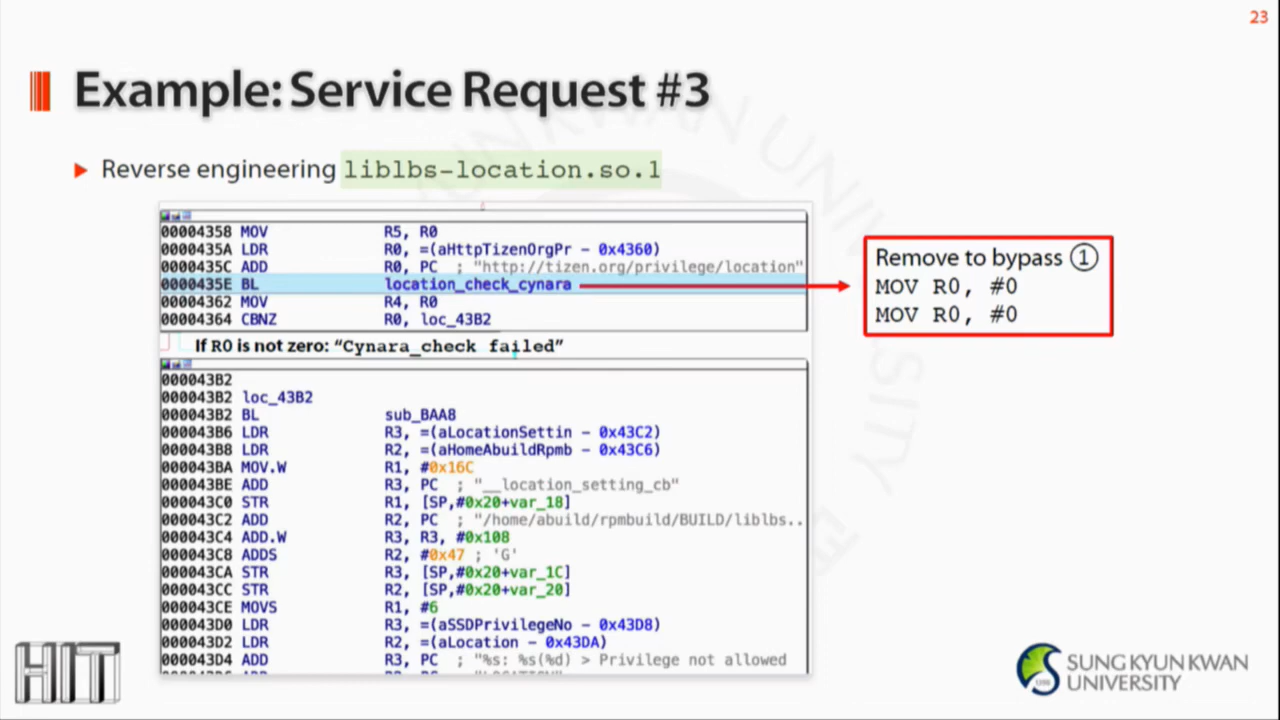 23
Example: Service Request #3
Reverse engineering liblbs-location.so.1
00004358 MOV R5, R0
0000435A LDR R0, =(aHttpTizenOrgPr - 0x4360)
0000435C ADD R0, PC ; "http://tizen.org/privilege/location"
0000435E BL location_check_cynara
00004362 MOV R4, R0
00004364 CBNZ R0, loc_43B2
Remove to bypass ①
MOV R0, #0
MOV R0, #0
If R0 is not zero: “Cynara_check failed”
000043B2
000043B2 loc_43B2
000043B2 BL sub_BAA8
000043B6 LDR R3, =(aLocationSettin - 0x43C2)
000043B8 LDR R2, =(aHomeAbuildRpmb - 0x43C6)
000043BA MOV.W R1, #0x16C
000043BE ADD R3, PC ; "__location_setting_cb"
000043C0 STR R1, [SP,#0x20+var_18]
000043C2 ADD R2, PC ; "/home/abuild/rpmbuild/BUILD/liblbs..
000043C4 ADD.W R3, R3, #0x108
000043C8 ADDS R2, #0x47 ; 'G'
000043CA STR R3, [SP,#0x20+var_1C]
000043CC STR R2, [SP,#0x20+var_20]
000043CE MOVS R1, #6
000043D0 LDR R3, =(aSSDPrivilegeNo - 0x43D8)
000043D2 LDR R2, =(aLocation - 0x43DA)
000043D4 ADD R3, PC ; "%s: %s(%d) > Privilege not allowed
HIT
SUNG KYUN KWAN
UNIVERSITY